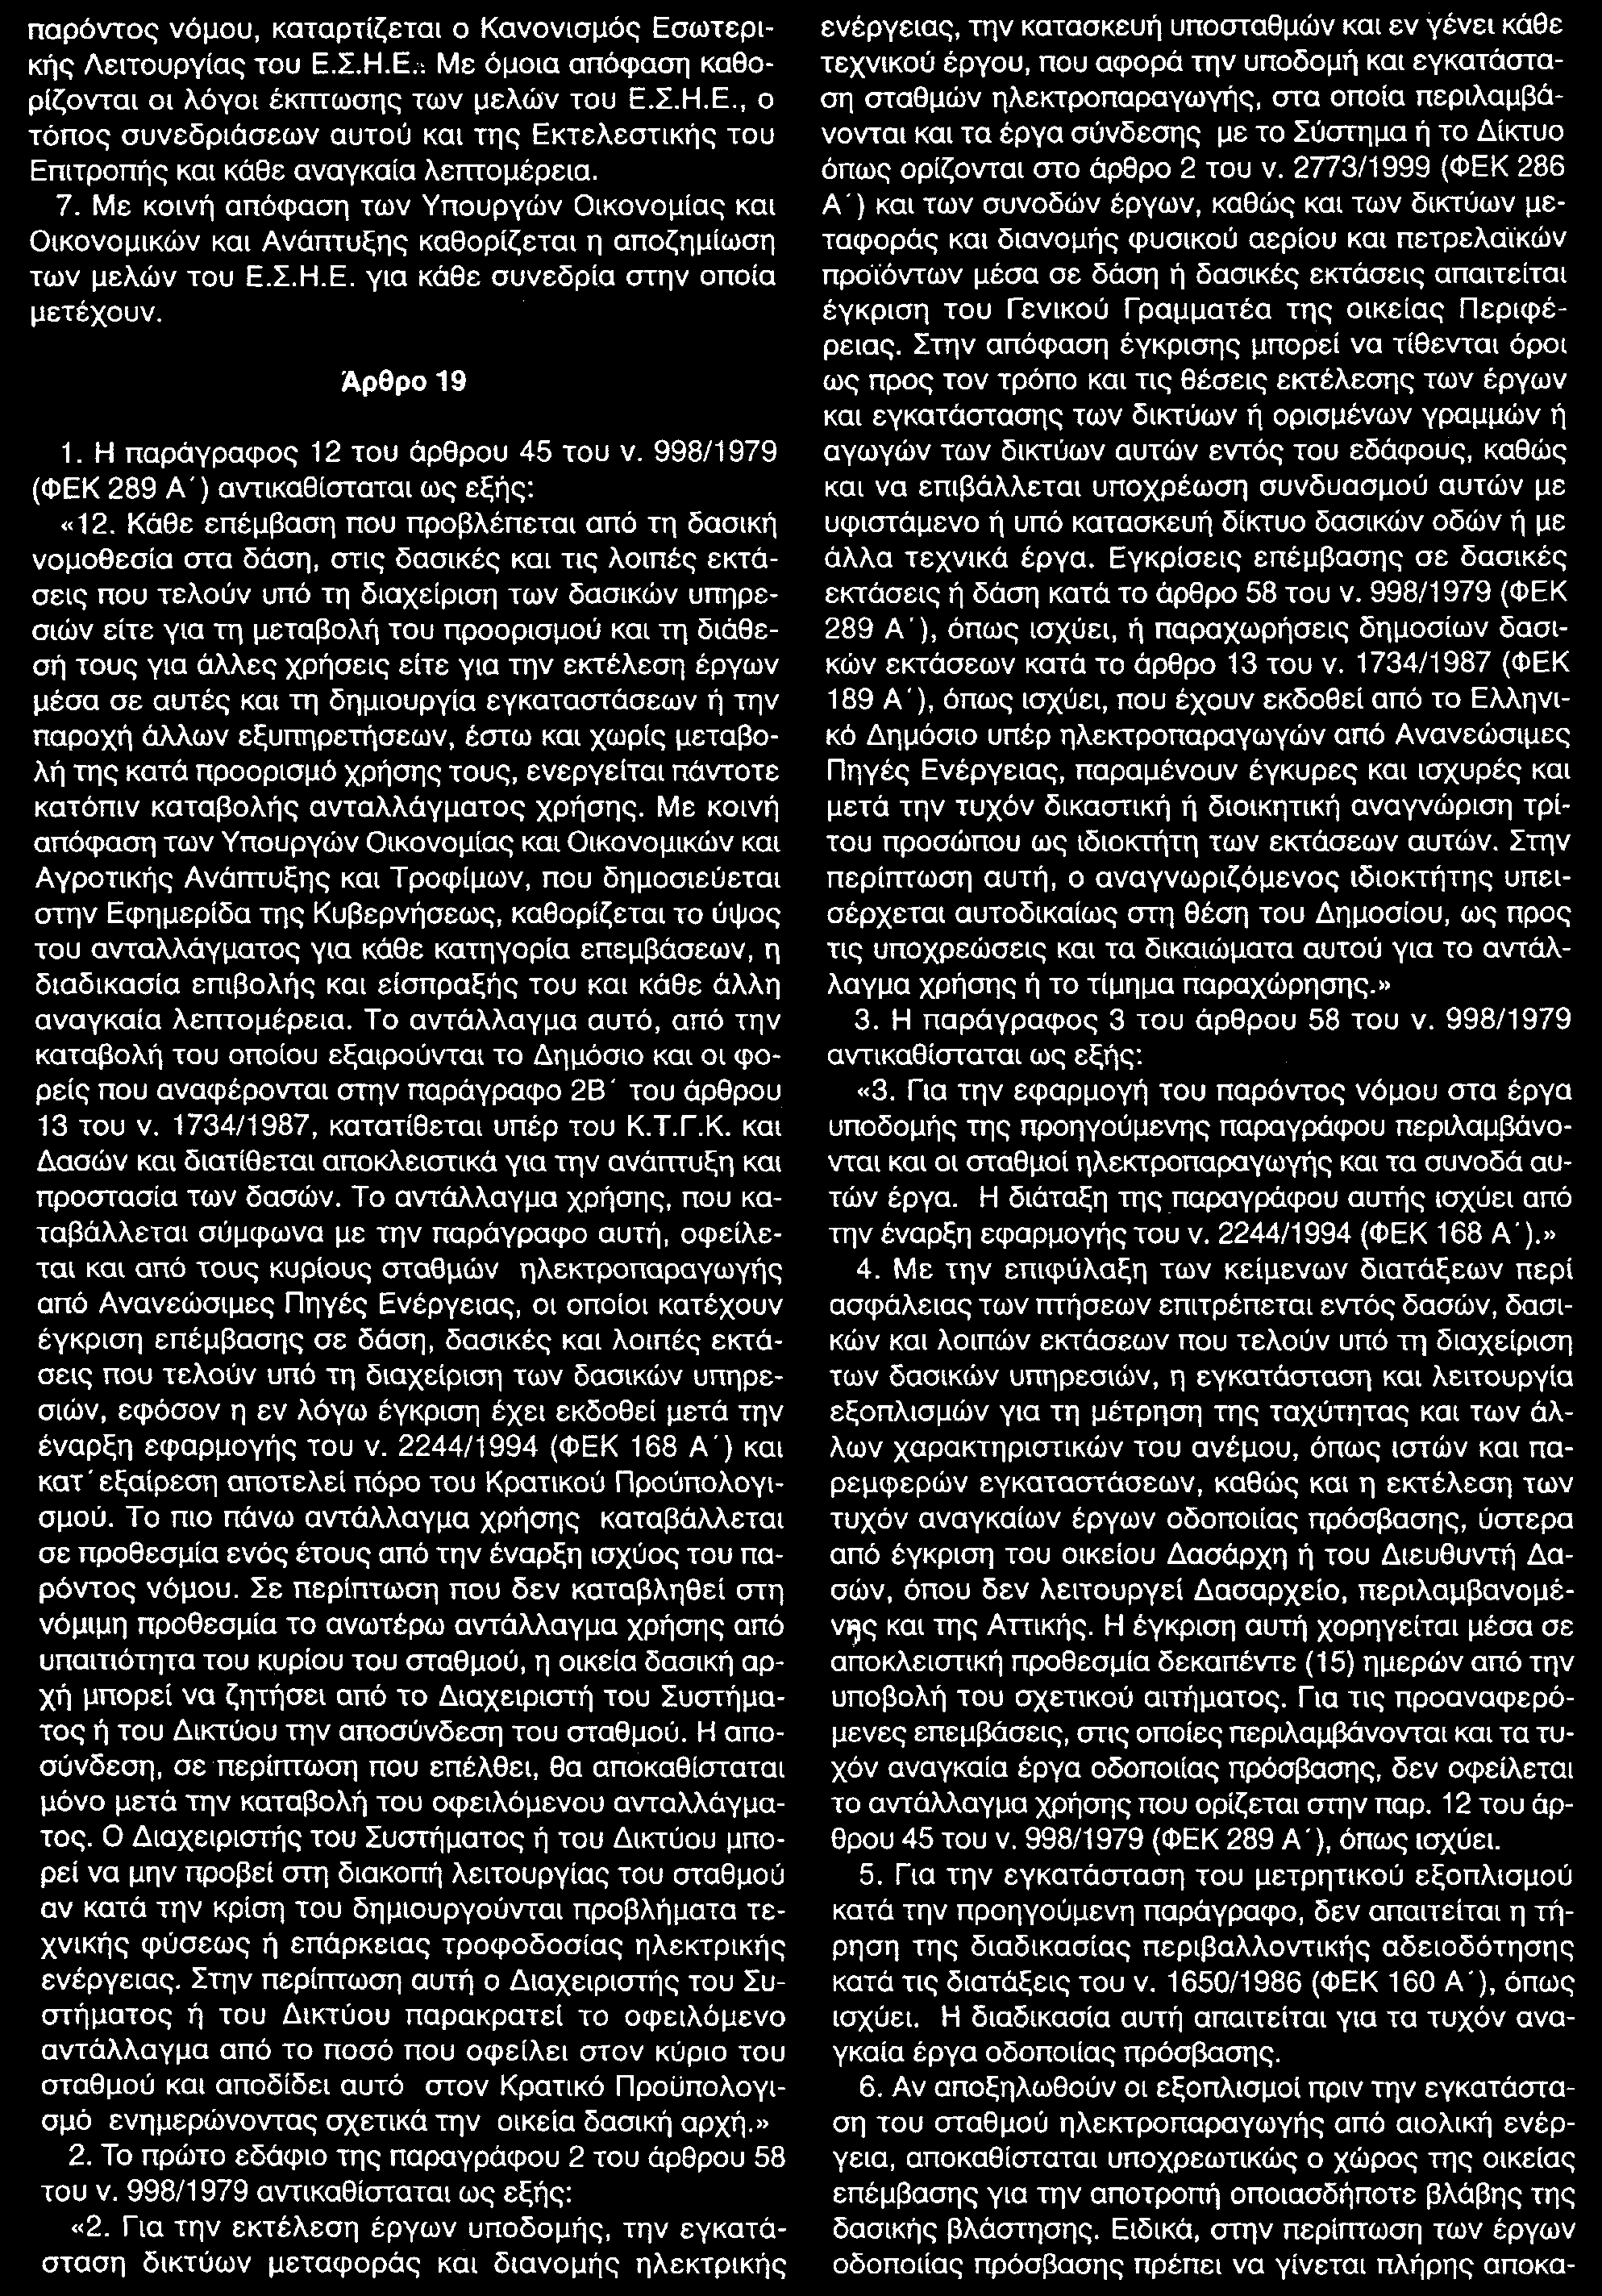 παρόντος νόμου, καταρτίζεται ο Κανονισμός Εσωτερι-
κής Λειτουργίας του Ε.Σ.Η.Ε.. Με όμοια απόφαση καθο-
ρίζονται οι λόγοι έκπτωσης των μελών του Ε.Σ.Η.Ε., ο
τόπος συνεδριάσεων αυτού και της Εκτελεστικής του
Επιτροπής και κάθε αναγκαία λεπτομέρεια.
7. Με κοινή απόφαση των Υπουργών Οικονομίας και
Οικονομικών και Ανάπτυξης καθορίζεται η αποζημίωση
των μελών του Ε.Σ.Η.Ε. για κάθε συνεδρία στην οποία
μετέχουν.
Άρθρο 19
1. Η παράγραφος 12 του άρθρου 45 του ν. 998/1979
(ΦΕΚ 289 Α΄) αντικαθίσταται ως εξής:
«12. Κάθε επέμβαση που προβλέπεται από τη δασική
νομοθεσία στα δάση, στις δασικές και τις λοιπές εκτά-
σεις που τελούν υπό τη διαχείριση των δασικών υπηρε-
σιών είτε για τη μεταβολή του προορισμού και τη διάθε-
σή τους για άλλες χρήσεις είτε για την εκτέλεση έργων
μέσα σε αυτές και τη δημιουργία εγκαταστάσεων ή την
παροχή άλλων εξυπηρετήσεων, έστω και χωρίς μεταβο-
λή της κατά προορισμό χρήσης τους, ενεργείται πάντοτε
κατόπιν καταβολής ανταλλάγματος χρήσης. Με κοινή
απόφαση των Υπουργών Οικονομίας και Οικονομικών και
Αγροτικής Ανάπτυξης και Τροφίμων, που δημοσιεύεται
στην Εφημερίδα της Κυβερνήσεως, καθορίζεται το ύψος
του ανταλλάγματος για κάθε κατηγορία επεμβάσεων, η
διαδικασία επιβολής και είσπραξής του και κάθε άλλη
αναγκαία λεπτομέρεια. Το αντάλλαγμα αυτό, από την
καταβολή του οποίου εξαιρούνται το Δημόσιο και οι φο-
ρείς που αναφέρονται στην παράγραφο 2Β΄ του άρθρου
13 του ν. 1734/1987, κατατίθεται υπέρ του Κ.Τ.Γ.Κ. και
Δασών και διατίθεται αποκλειστικά για την ανάπτυξη και
προστασία των δασών. Το αντάλλαγμα χρήσης, που κα-
ταβάλλεται σύμφωνα με την παράγραφο αυτή, οφείλε-
ται και από τους κυρίους σταθμών ηλεκτροπαραγωγής
από Ανανεώσιμες Πηγές Ενέργειας, οι οποίοι κατέχουν
έγκριση επέμβασης σε δάση, δασικές και λοιπές εκτά-
σεις που τελούν υπό τη διαχείριση των δασικών υπηρε-
σιών, εφόσον η εν λόγω έγκριση έχει εκδοθεί μετά την
έναρξη εφαρμογής του ν. 2244/1994 (ΦΕΚ 168 Α΄) και
κατ΄εξαίρεση αποτελεί πόρο του Κρατικού Προϋπολογι-
σμού. Το πιο πάνω αντάλλαγμα χρήσης καταβάλλεται
σε προθεσμία ενός έτους από την έναρξη ισχύος του πα-
ρόντος νόμου. Σε περίπτωση που δεν καταβληθεί στη
νόμιμη προθεσμία το ανωτέρω αντάλλαγμα χρήσης από
υπαιτιότητα του κυρίου του σταθμού, η οικεία δασική αρ-
χή μπορεί να ζητήσει από το Διαχειριστή του Συστήμα-
τος ή του Δικτύου την αποσύνδεση του σταθμού. Η απο-
σύνδεση, σε περίπτωση που επέλθει, θα αποκαθίσταται
μόνο μετά την καταβολή του οφειλόμενου ανταλλάγμα-
τος. Ο Διαχειριστής του Συστήματος ή του Δικτύου μπο-
ρεί να μην προβεί στη διακοπή λειτουργίας του σταθμού
αν κατά την κρίση του δημιουργούνται προβλήματα τε-
χνικής φύσεως ή επάρκειας τροφοδοσίας ηλεκτρικής
ενέργειας. Στην περίπτωση αυτή ο Διαχειριστής του Συ-
στήματος ή του Δικτύου παρακρατεί το οφειλόμενο
αντάλλαγμα από το ποσό που οφείλει στον κύριο του
σταθμού και αποδίδει αυτό στον Κρατικό Προϋπολογι-
σμό ενημερώνοντας σχετικά την οικεία δασική αρχή.»
2. Το πρώτο εδάφιο της παραγράφου 2 του άρθρου 58
του ν. 998/1979 αντικαθίσταται ως εξής:
«2. Για την εκτέλεση έργων υποδομής, την εγκατά-
σταση δικτύων μεταφοράς και διανομής ηλεκτρικής
ενέργειας, την κατασκευή υποσταθμών και εν γένει κάθε
τεχνικού έργου, που αφορά την υποδομή και εγκατάστα-
ση σταθμών ηλεκτροπαραγωγής, στα οποία περιλαμβά-
νονται και τα έργα σύνδεσης με το Σύστημα ή το Δίκτυο
όπως ορίζονται στο άρθρο 2 του ν. 2773/1999 (ΦΕΚ 286
Α΄) και των συνοδών έργων, καθώς και των δικτύων με-
ταφοράς και διανομής φυσικού αερίου και πετρελαϊκών
προϊόντων μέσα σε δάση ή δασικές εκτάσεις απαιτείται
έγκριση του Γενικού Γραμματέα της οικείας Περιφέ-
ρειας. Στην απόφαση έγκρισης μπορεί να τίθενται όροι
ως προς τον τρόπο και τις θέσεις εκτέλεσης των έργων
και εγκατάστασης των δικτύων ή ορισμένων γραμμών ή
αγωγών των δικτύων αυτών εντός του εδάφους, καθώς
και να επιβάλλεται υποχρέωση συνδυασμού αυτών με
υφιστάμενο ή υπό κατασκευή δίκτυο δασικών οδών ή με
άλλα τεχνικά έργα. Εγκρίσεις επέμβασης σε δασικές
εκτάσεις ή δάση κατά το άρθρο 58 του ν. 998/1979 (ΦΕΚ
289 Α΄), όπως ισχύει, ή παραχωρήσεις δημοσίων δασι-
κών εκτάσεων κατά το άρθρο 13 του ν. 1734/1987 (ΦΕΚ
189 Α΄), όπως ισχύει, που έχουν εκδοθεί από το Ελληνι-
κό Δημόσιο υπέρ ηλεκτροπαραγωγών από Ανανεώσιμες
Πηγές Ενέργειας, παραμένουν έγκυρες και ισχυρές και
μετά την τυχόν δικαστική ή διοικητική αναγνώριση τρί-
του προσώπου ως ιδιοκτήτη των εκτάσεων αυτών. Στην
περίπτωση αυτή, ο αναγνωριζόμενος ιδιοκτήτης υπει-
σέρχεται αυτοδικαίως στη θέση του Δημοσίου, ως προς
τις υποχρεώσεις και τα δικαιώματα αυτού για το αντάλ-
λαγμα χρήσης ή το τίμημα παραχώρησης.»
3. Η παράγραφος 3 του άρθρου 58 του ν. 998/1979
αντικαθίσταται ως εξής:
«3. Για την εφαρμογή του παρόντος νόμου στα έργα
υποδομής της προηγούμενης παραγράφου περιλαμβάνο-
νται και οι σταθμοί ηλεκτροπαραγωγής και τα συνοδά αυ-
τών έργα. Η διάταξη της παραγράφου αυτής ισχύει από
την έναρξη εφαρμογής του ν. 2244/1994 (ΦΕΚ 168 Α΄).»
4. Με την επιφύλαξη των κείμενων διατάξεων περί
ασφάλειας των πτήσεων επιτρέπεται εντός δασών, δασι-
κών και λοιπών εκτάσεων που τελούν υπό τη διαχείριση
των δασικών υπηρεσιών, η εγκατάσταση και λειτουργία
εξοπλισμών για τη μέτρηση της ταχύτητας και των άλ-
λων χαρακτηριστικών του ανέμου, όπως ιστών και πα-
ρεμφερών εγκαταστάσεων, καθώς και η εκτέλεση των
τυχόν αναγκαίων έργων οδοποιίας πρόσβασης, ύστερα
από έγκριση του οικείου Δασάρχη ή του Διευθυντή Δα-
σών, όπου δεν λειτουργεί Δασαρχείο, περιλαμβανομέ-
νης και της Αττικής. Η έγκριση αυτή χορηγείται μέσα σε
αποκλειστική προθεσμία δεκαπέντε (15) ημερών από την
υποβολή του σχετικού αιτήματος. Για τις προαναφερό-
μενες επεμβάσεις, στις οποίες περιλαμβάνονται και τα τυ-
χόν αναγκαία έργα οδοποιίας πρόσβασης, δεν οφείλεται
το αντάλλαγμα χρήσης που ορίζεται στην παρ. 12 του άρ-
θρου 45 του ν. 998/1979 (ΦΕΚ 289 Α΄), όπως ισχύει.
5. Για την εγκατάσταση του μετρητικού εξοπλισμού
κατά την προηγούμενη παράγραφο, δεν απαιτείται η τή-
ρηση της διαδικασίας περιβαλλοντικής αδειοδότησης
κατά τις διατάξεις του ν. 1650/1986 (ΦΕΚ 160 Α΄), όπως
ισχύει. Η διαδικασία αυτή απαιτείται για τα τυχόν ανα-
γκαία έργα οδοποιίας πρόσβασης.
6. Αν αποξηλωθούν οι εξοπλισμοί πριν την εγκατάστα-
ση του σταθμού ηλεκτροπαραγωγής από αιολική ενέρ-
γεια, αποκαθίσταται υποχρεωτικώς ο χώρος της οικείας
επέμβασης για την αποτροπή οποιασδήποτε βλάβης της
δασικής βλάστησης. Ειδικά, στην περίπτωση των έργων
οδοποιίας πρόσβασης πρέπει να γίνεται πλήρης αποκα-